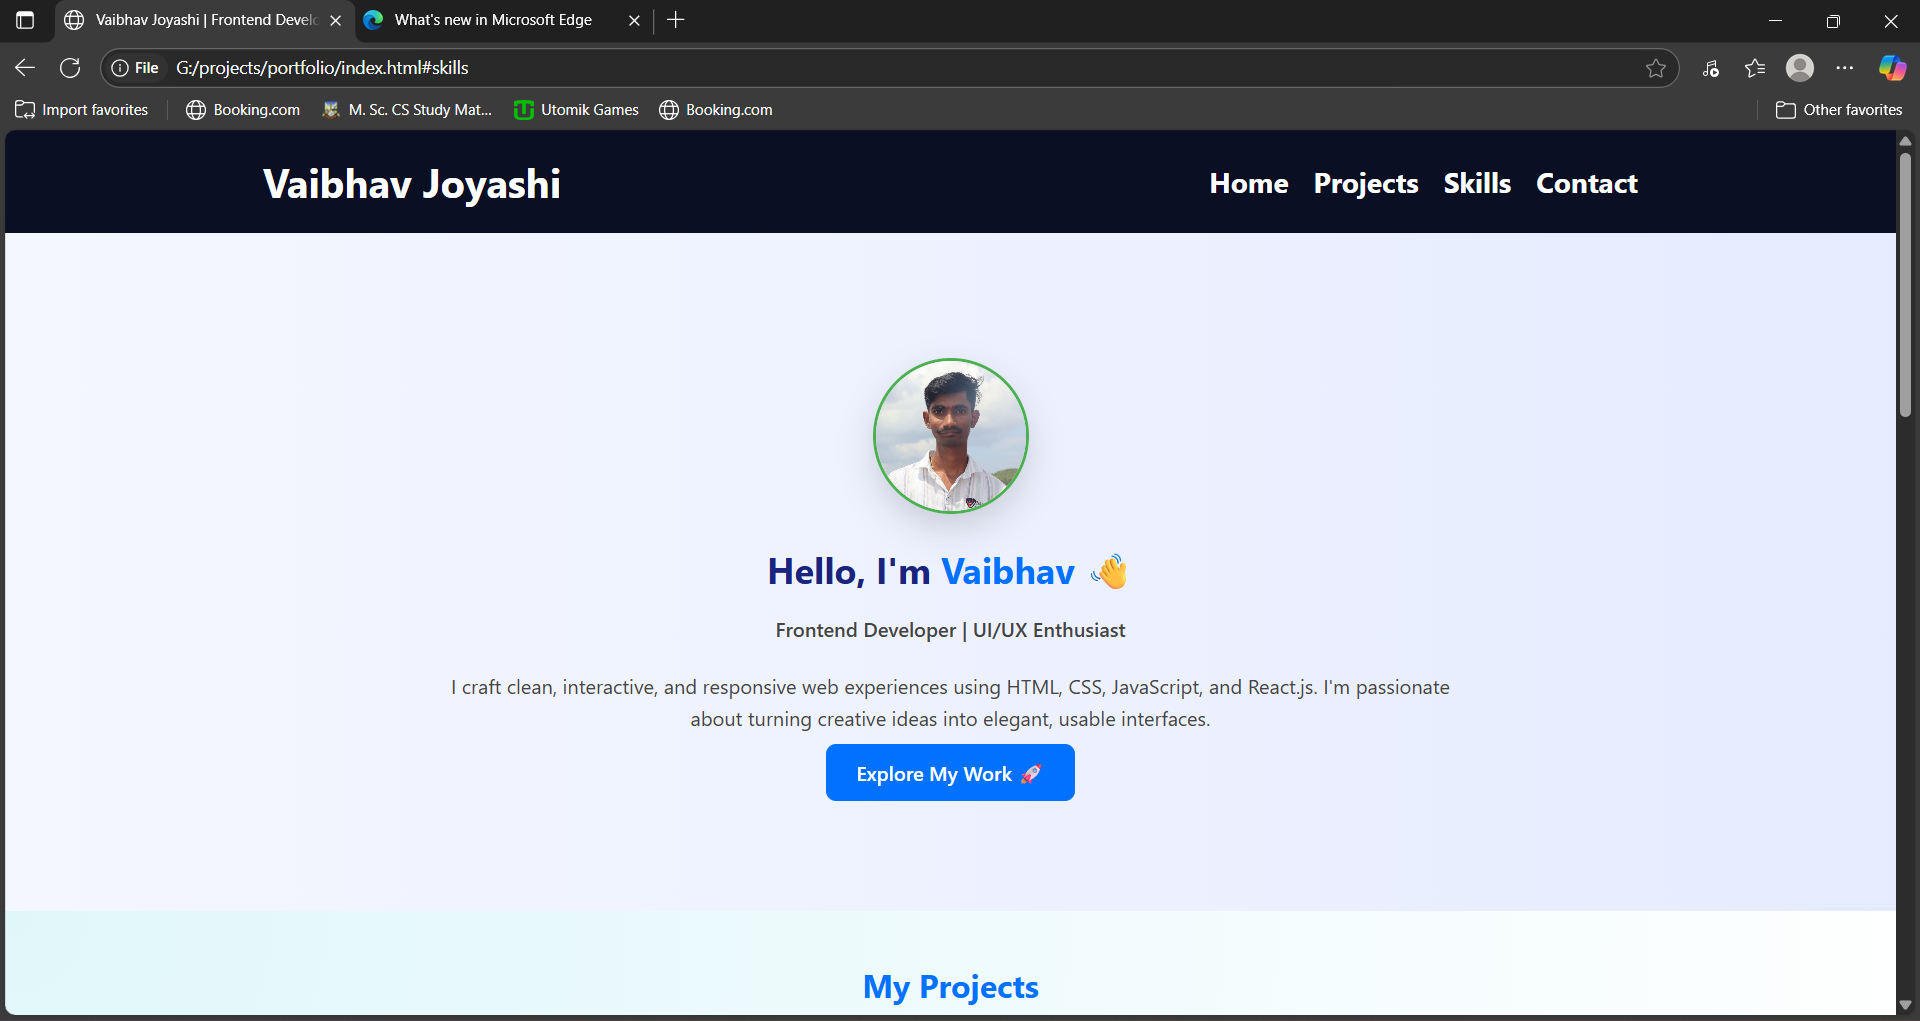 Vaibhav Joyashi | Frontend Develo
What's new in Microsoft Edge
File G:/projects/portfolio/index.html#skills
Import favorites
Booking.com
M. Sc. CS Study Mat...
Utomik Games
Booking.com
Other favorites
Vaibhav Joyashi
Home Projects Skills Contact
Hello, I'm Vaibhav 👋
Frontend Developer | UI/UX Enthusiast
I craft clean, interactive, and responsive web experiences using HTML, CSS, JavaScript, and React.js. I'm passionate
about turning creative ideas into elegant, usable interfaces.
Explore My Work 🚀
My Projects